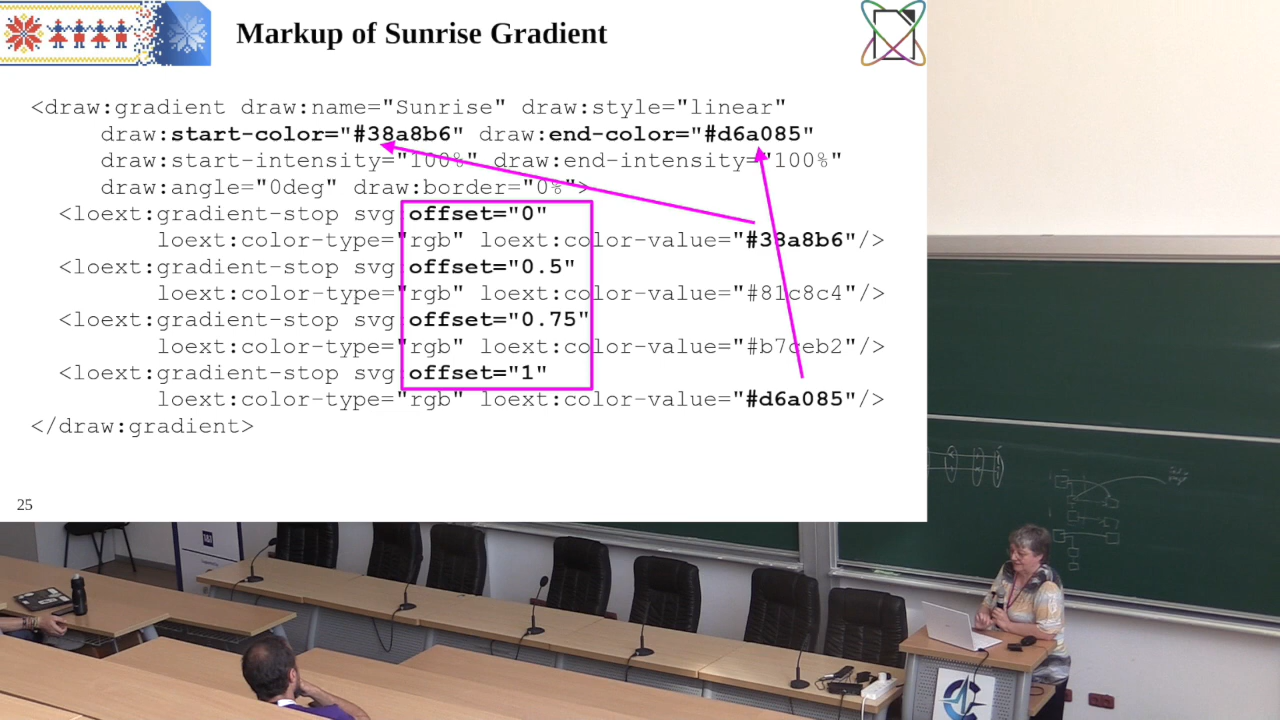 Markup of Sunrise Gradient
<draw:gradient draw:name="Sunrise" draw:style="linear"
draw:start-color="#38a8b6" draw:end-color="#d6a085"
draw:start-intensity="100%" draw:end-intensity="100%"
draw:angle="0deg" draw:border="0%">
<loext:gradient-stop svg:offset="0"
loext:color-type="rgb" loext:color-value="#38a8b6"/>
<loext:gradient-stop svg:offset="0.5"
loext:color-type="rgb" loext:color-value="#81c8c4"/>
<loext:gradient-stop svg:offset="0.75"
loext:color-type="rgb" loext:color-value="#b7ceb2"/>
<loext:gradient-stop svg:offset="1"
loext:color-type="rgb" loext:color-value="#d6a085"/>
</draw:gradient>
25